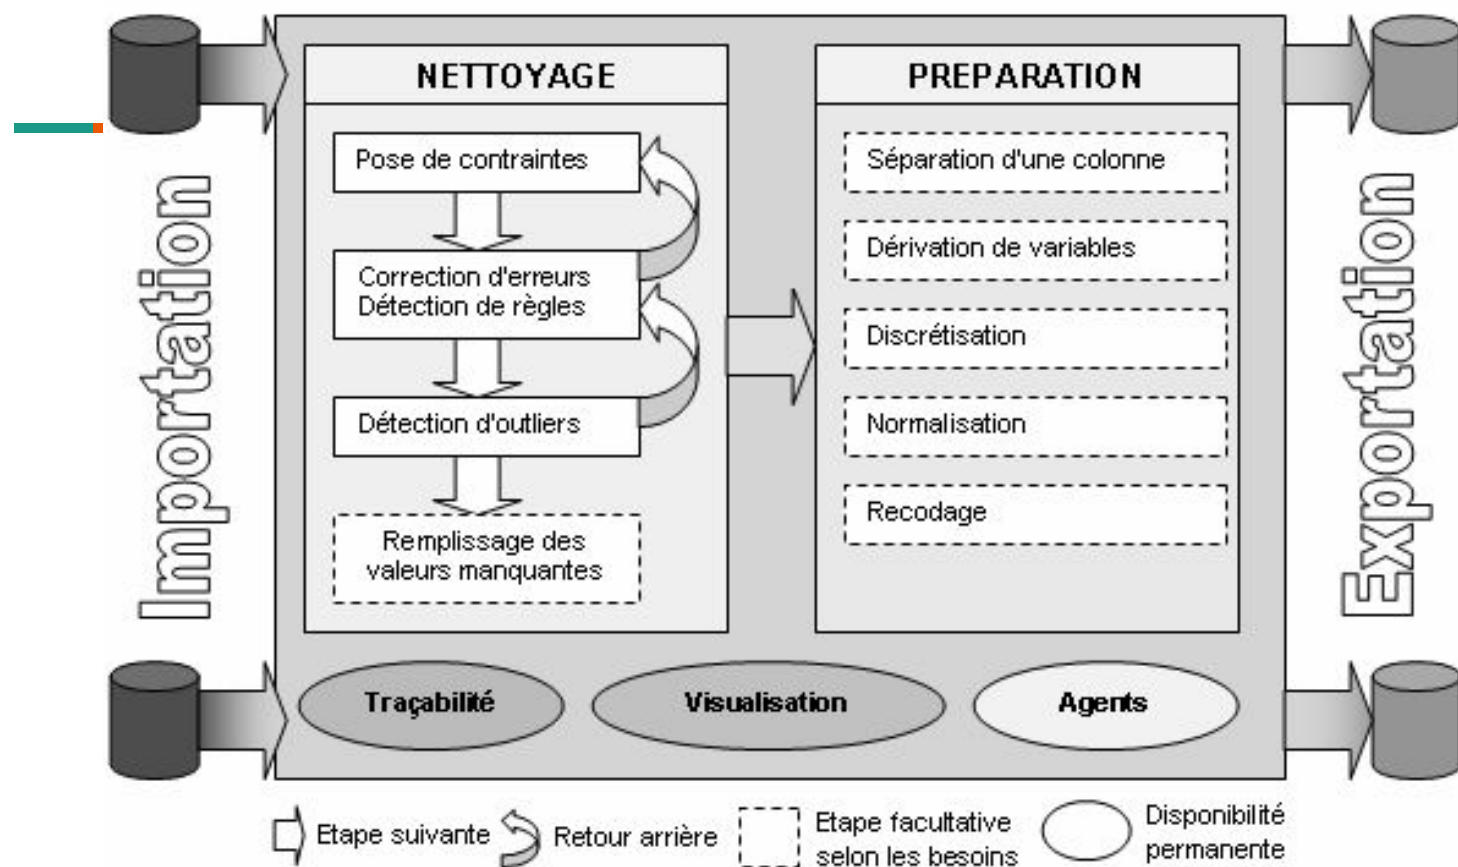 Importation
NETTOYAGE
Pose de contraintes
Correction d'erreurs
Détection de règles
Détection d'outliers
Remplissage des
valeurs manquantes
PREPARATION
Séparation d'une colonne
Dérivation de variables
Discrétisation
Normalisation
Recodage
Exportation
Traçabilité
Visualisation
Agents
Etape suivante
Retour arrière
Etape facultative
selon les besoins
Disponibilité
permanente